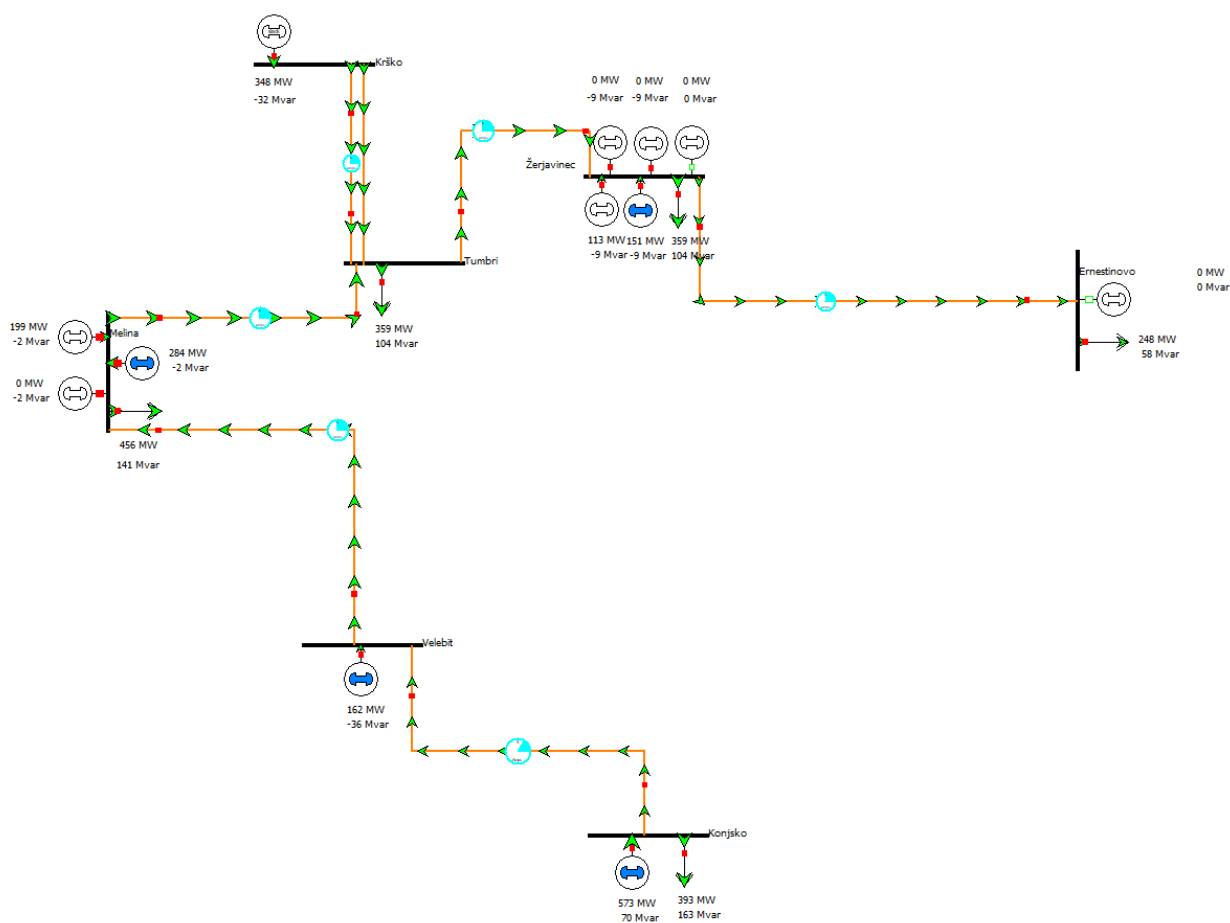 Krško
348 MW
-32 Mvar
0 MW
-9 Mvar
0 MW
-9 Mvar
0 MW
0 Mvar
Žerjavinec
113 MW
-9 Mvar
151 MW
-9 Mvar
359 MW
104 Mvar
Tumbri
359 MW
104 Mvar
Ernestinovo
0 MW
0 Mvar
248 MW
58 Mvar
Melina
199 MW
-2 Mvar
284 MW
-2 Mvar
0 MW
-2 Mvar
456 MW
141 Mvar
Velebit
162 MW
-36 Mvar
Konjsko
573 MW
70 Mvar
393 MW
163 Mvar